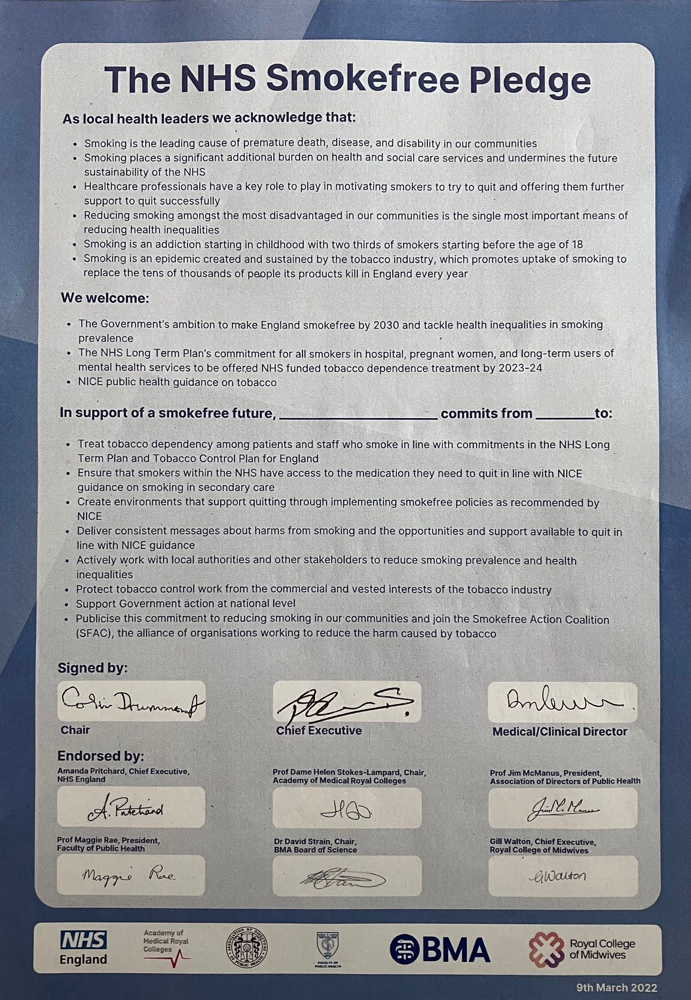 The NHS Smokefree Pledge
As local health leaders we acknowledge that:
• Smoking is the leading cause of premature death, disease, and disability in our communities
• Smoking places a significant additional burden on health and social care services and undermines the future
sustainability of the NHS
• Healthcare professionals have a key role to play in motivating smokers to try to quit and offering them further
support to quit successfully
• Reducing smoking amongst the most disadvantaged in our communities is the single most important means of
reducing health inequalities
• Smoking is an addiction starting in childhood with two thirds of smokers starting before the age of 18
• Smoking is an epidemic created and sustained by the tobacco industry, which promotes uptake of smoking to
replace the tens of thousands of people its products kill in England every year
We welcome:
• The Government's ambition to make England smokefree by 2030 and tackle health inequalities in smoking
prevalence
• The NHS Long Term Plan's commitment for all smokers in hospital, pregnant women, and long-term users of
mental health services to be offered NHS funded tobacco dependence treatment by 2023-24
• NICE public health guidance on tobacco
In support of a smokefree future, ____________________ commits from ________to:
• Treat tobacco dependency among patients and staff who smoke in line with commitments in the NHS Long
Term Plan and Tobacco Control Plan for England
• Ensure that smokers within the NHS have access to the medication they need to quit in line with NICE
guidance on smoking in secondary care
• Create environments that support quitting through implementing smokefree policies as recommended by
NICE
• Deliver consistent messages about harms from smoking and the opportunities and support available to quit in
line with NICE guidance
• Actively work with local authorities and other stakeholders to reduce smoking prevalence and health
inequalities
• Protect tobacco control work from the commercial and vested interests of the tobacco industry
• Support Government action at national level
• Publicise this commitment to reducing smoking in our communities and join the Smokefree Action Coalition
(SFAC), the alliance of organisations working to reduce the harm caused by tobacco
Signed by:
Colin Drummond
Chair
Chief Executive
Medical/Clinical Director
Endorsed by:
Amanda Pritchard, Chief Executive,
NHS England
Prof Dame Helen Stokes-Lampard, Chair,
Academy of Medical Royal Colleges
Prof Jim McManus, President,
Association of Directors of Public Health
A. Pritchard
Jim McManus
Prof Maggie Rae, President,
Faculty of Public Health
Dr David Strain, Chair,
BMA Board of Science
Gill Walton, Chief Executive,
Royal College of Midwives
Maggie Rae
GWalton
NHS
England
Academy of
Medical Royal
Colleges
ASSOCIATION OF DIRECTORS OF PUBLIC HEALTH
FACULTY OF
PUBLIC HEALTH
BMA
Royal College
of Midwives
9th March 2022